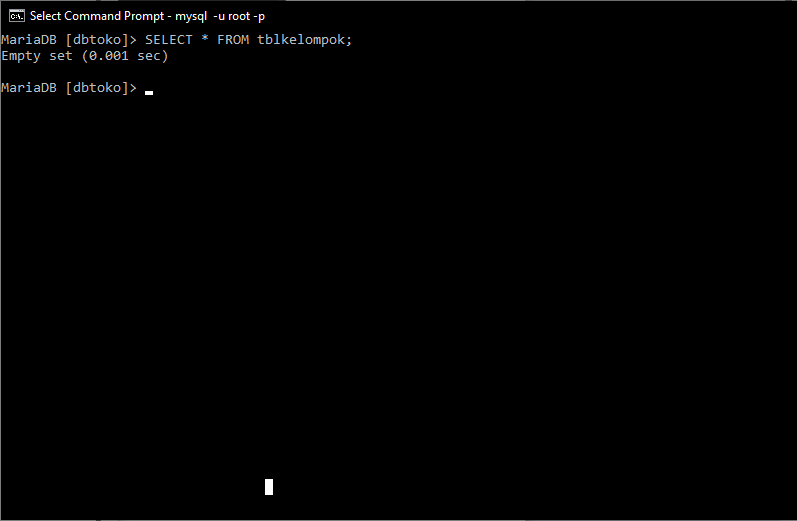 Select Command Prompt - mysql  -u root -p
MariaDB [dbtoko]> SELECT * FROM tblkelompok;
Empty set (0.001 sec)
MariaDB [dbtoko]>